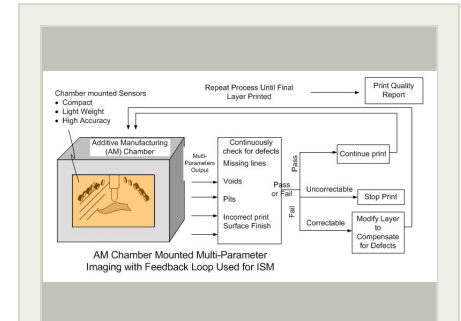 Repeat Process Until Final
Layer Printed
Print Quality
Report
Chamber mounted Sensors
• Compact
• Light Weight
• High Accuracy
Additive Manufacturing
(AM) Chamber
Multi-
Parameters
Output
Continuously
check for defects
Missing lines
Voids
Pits
Incorrect print
Surface Finish
Pass
or Fail
Pass
Continue print
Uncorrectable
Stop Print
Fail
Correctable
Modify Layer
to
Compensate
for Defects
AM Chamber Mounted Multi-Parameter
Imaging with Feedback Loop Used for ISM